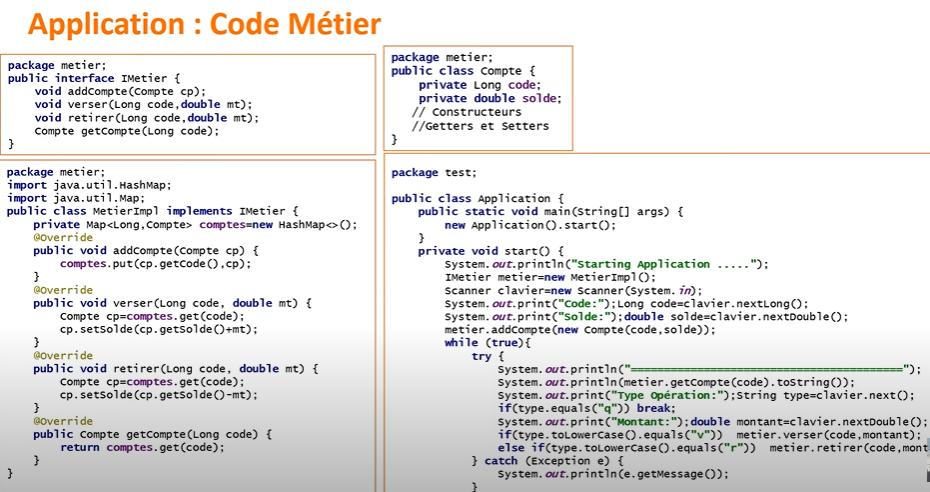 Application : Code Métier
package metier;
public interface IMetier {
void addCompte(Compte cp);
void verser(Long code,double mt);
void retirer(Long code,double mt);
Compte getCompte(Long code);
}
package metier;
public class Compte {
private Long code;
private double solde;
// Constructeurs
//Getters et Setters
}
package metier;
import java.util.HashMap;
import java.util.Map;
public class MetierImpl implements IMetier {
private Map<Long,Compte> comptes=new HashMap<>();
@Override
public void addCompte(Compte cp) {
comptes.put(cp.getCode(),cp);
}
@Override
public void verser(Long code, double mt) {
Compte cp=comptes.get(code);
cp.setSolde(cp.getSolde()+mt);
}
@Override
public void retirer(Long code, double mt) {
Compte cp=comptes.get(code);
cp.setSolde(cp.getSolde()-mt);
}
@Override
public Compte getCompte(Long code) {
return comptes.get(code);
}
}
package test;
public class Application {
public static void main(String[] args) {
new Application().start();
}
private void start() {
System.out.println("Starting Application .....");
IMetier metier=new MetierImpl();
Scanner clavier=new Scanner(System.in);
System.out.print("Code:");Long code=clavier.nextLong();
System.out.print("Solde:");double solde=clavier.nextDouble();
metier.addCompte(new Compte(code,solde));
while (true){
try {
System.out.println("=========================================");
System.out.println(metier.getCompte(code).toString());
System.out.print("Type Opération:");String type=clavier.next();
if(type.equals("q")) break;
System.out.print("Montant:");double montant=clavier.nextDouble();
if(type.toLowerCase().equals("v")) metier.verser(code,montant);
else if(type.toLowerCase().equals("r")) metier.retirer(code,mont
} catch (Exception e) {
System.out.println(e.getMessage());
}